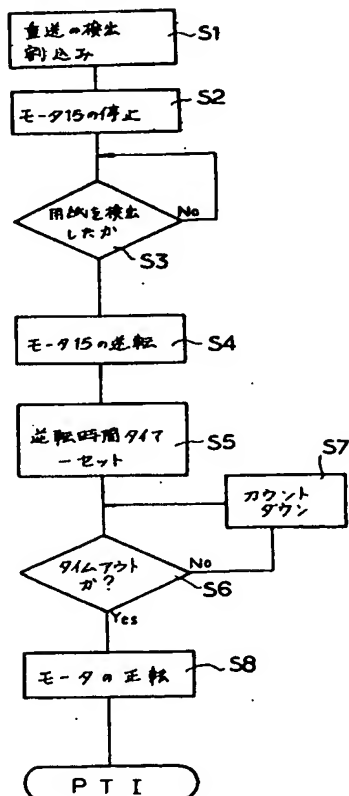 重送の検出
割込み
S1
モータ15の停止
S2
用紙を検出
したか
No
S3
モータ15の逆転
S4
逆転時間タイマ
ーセット
S5
カウント
ダウン
S7
タイムアウト
か?
No
S6
Yes
モータの正転
S8
PTI